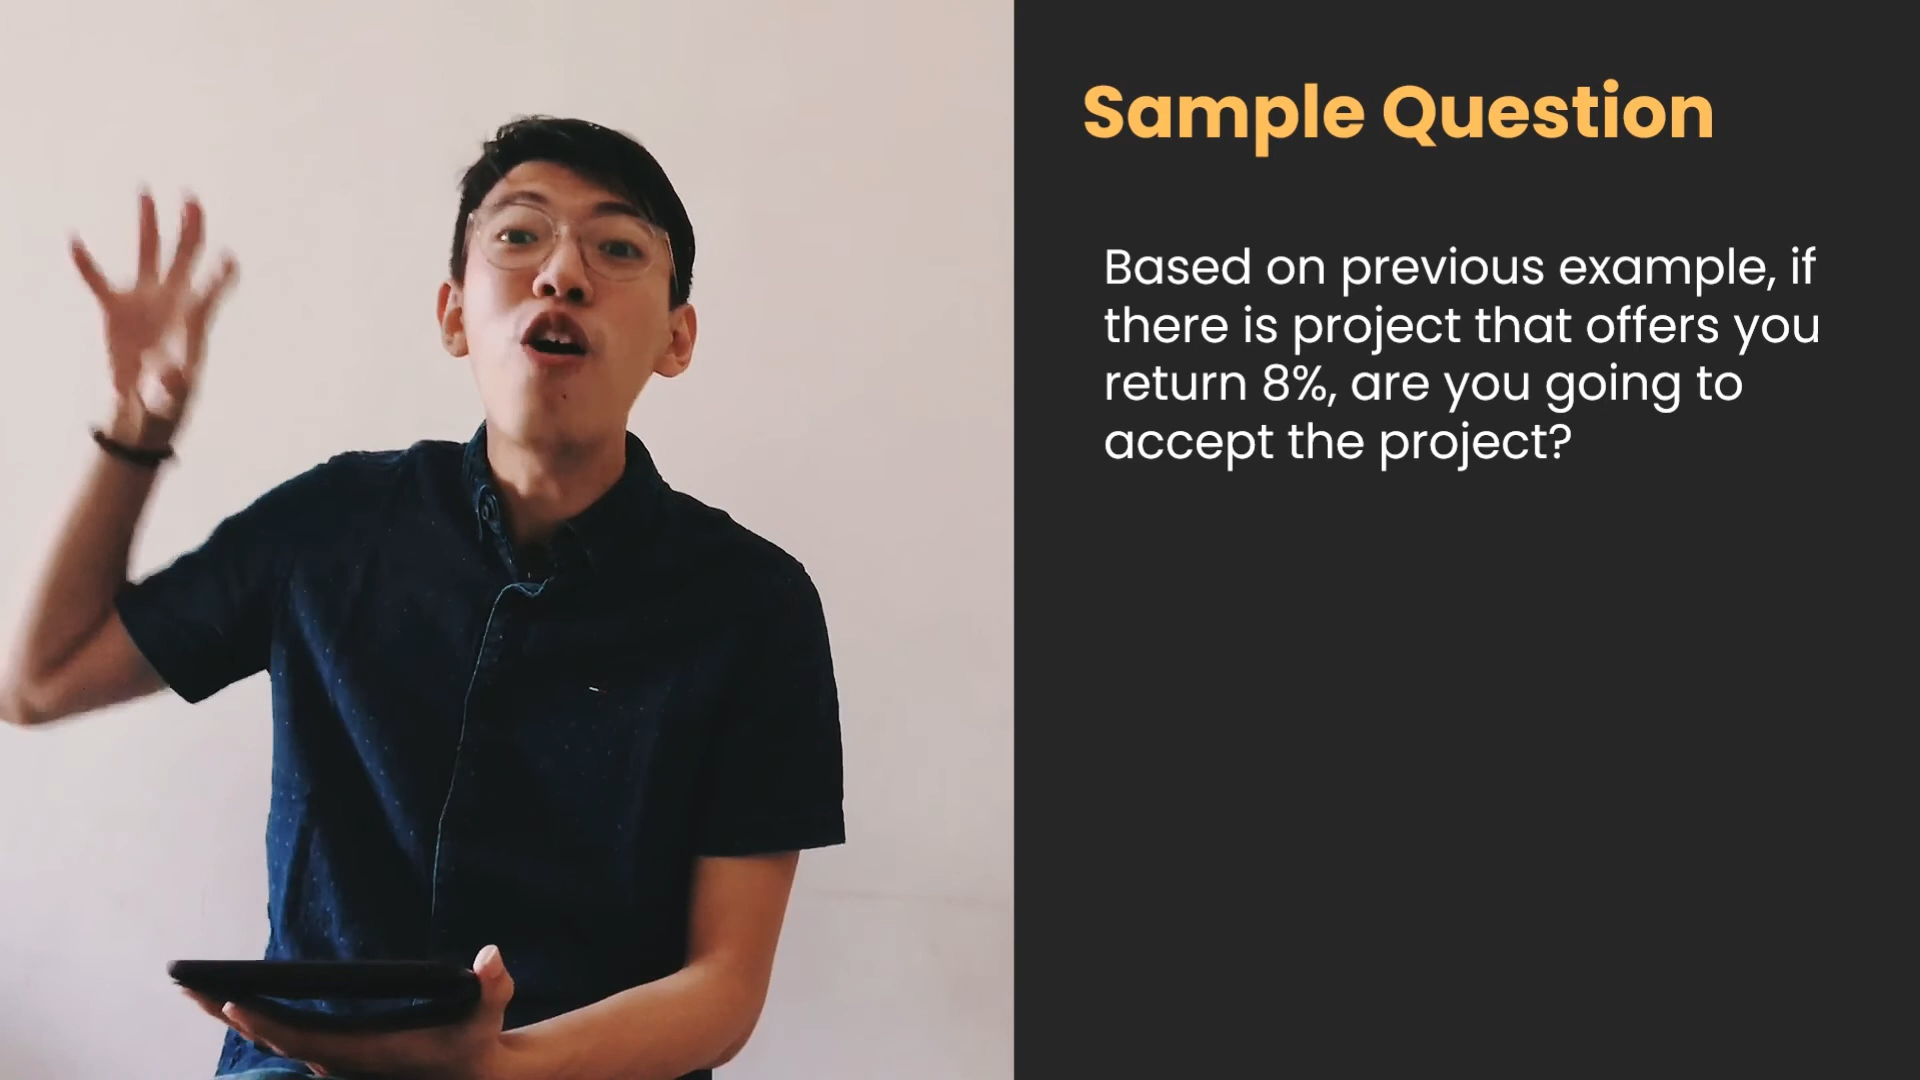 Sample Question
Based on previous example, if
there is project that offers you
return 8%, are you going to
accept the project?